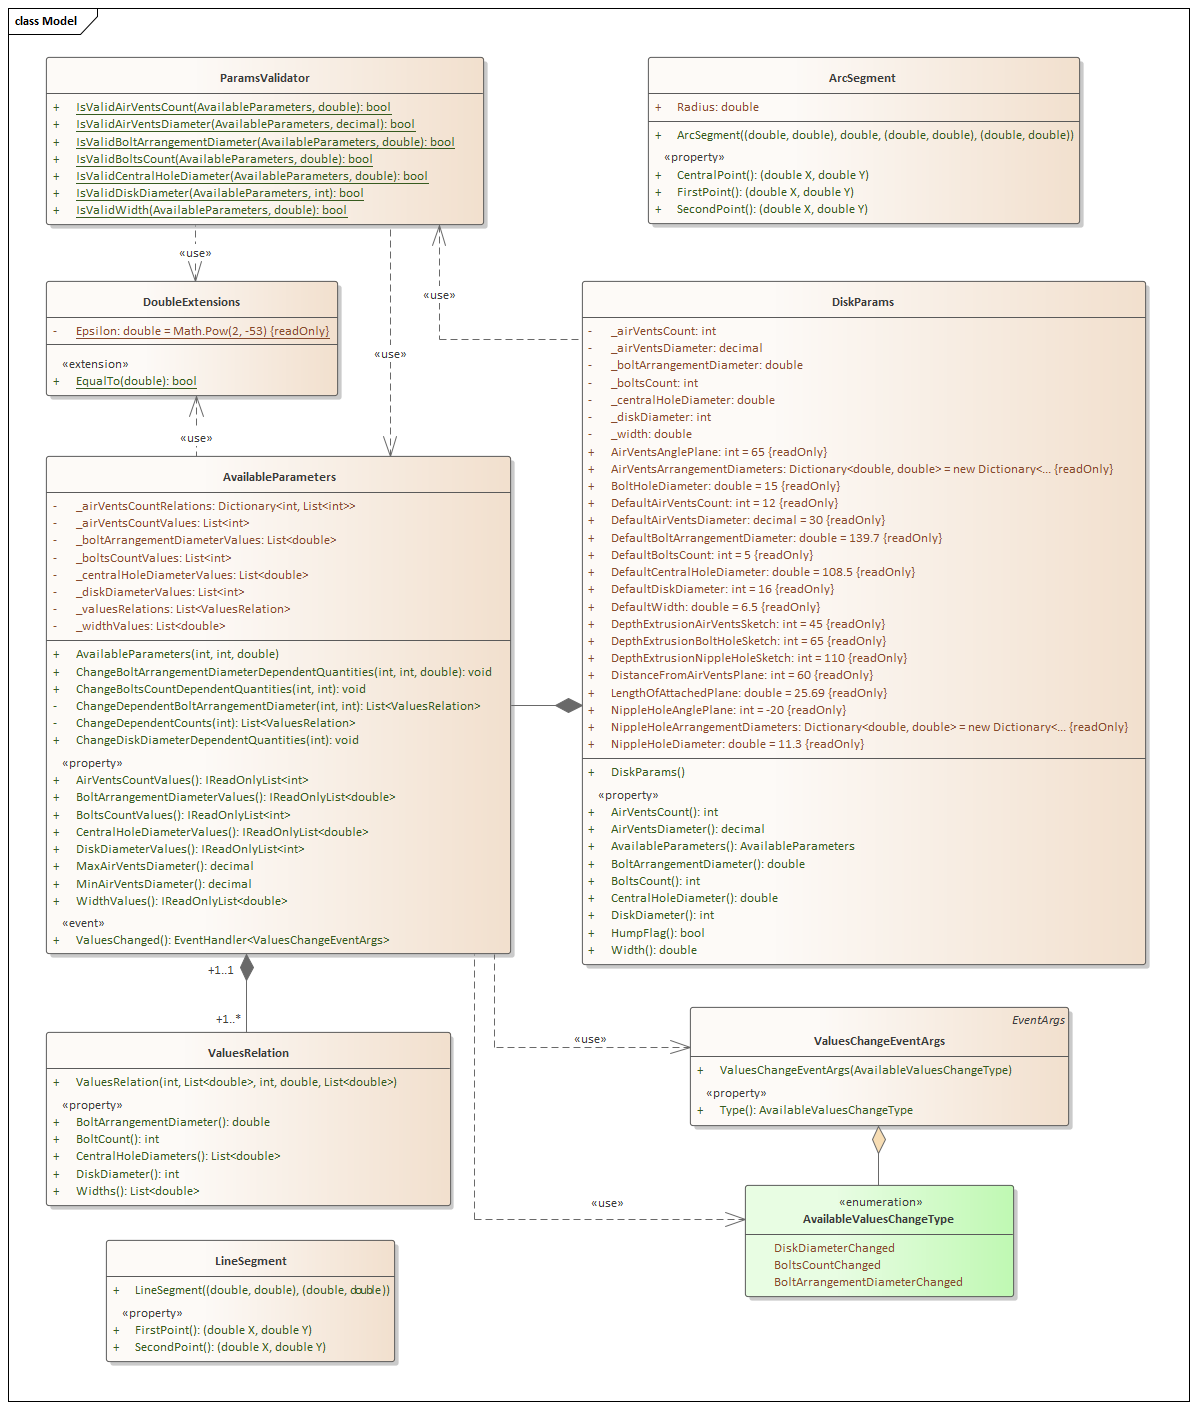 class Model
ParamsValidator
+ IsValidAirVentsCount(AvailableParameters, double): bool
+ IsValidAirVentsDiameter(AvailableParameters, decimal): bool
+ IsValidBoltArrangementDiameter(AvailableParameters, double): bool
+ IsValidBoltsCount(AvailableParameters, double): bool
+ IsValidCentralHoleDiameter(AvailableParameters, double): bool
+ IsValidDiskDiameter(AvailableParameters, int): bool
+ IsValidWidth(AvailableParameters, double): bool
ArcSegment
+ Radius: double
+ ArcSegment((double, double), double, (double, double), (double, double))
«property»
+ CentralPoint(): (double X, double Y)
+ FirstPoint(): (double X, double Y)
+ SecondPoint(): (double X, double Y)
«use»
«use»
«use»
DoubleExtensions
- Epsilon: double = Math.Pow(2, -53) {readOnly}
«extension»
+ EqualTo(double): bool
«use»
DiskParams
- _airVentsCount: int
- _airVentsDiameter: decimal
- _boltArrangementDiameter: double
- _boltsCount: int
- _centralHoleDiameter: double
- _diskDiameter: int
- _width: double
+ AirVentsAnglePlane: int = 65 {readOnly}
+ AirVentsArrangementDiameters: Dictionary<double, double> = new Dictionary<... {readOnly}
+ BoltHoleDiameter: double = 15 {readOnly}
+ DefaultAirVentsCount: int = 12 {readOnly}
+ DefaultAirVentsDiameter: decimal = 30 {readOnly}
+ DefaultBoltArrangementDiameter: double = 139.7 {readOnly}
+ DefaultBoltsCount: int = 5 {readOnly}
+ DefaultCentralHoleDiameter: double = 108.5 {readOnly}
+ DefaultDiskDiameter: int = 16 {readOnly}
+ DefaultWidth: double = 6.5 {readOnly}
+ DepthExtrusionAirVentsSketch: int = 45 {readOnly}
+ DepthExtrusionBoltHoleSketch: int = 65 {readOnly}
+ DepthExtrusionNippleHoleSketch: int = 110 {readOnly}
+ DistanceFromAirVentsPlane: int = 60 {readOnly}
+ LengthOfAttachedPlane: double = 25.69 {readOnly}
+ NippleHoleAnglePlane: int = -20 {readOnly}
+ NippleHoleArrangementDiameters: Dictionary<double, double> = new Dictionary<... {readOnly}
+ NippleHoleDiameter: double = 11.3 {readOnly}
+ DiskParams()
«property»
+ AirVentsCount(): int
+ AirVentsDiameter(): decimal
+ AvailableParameters(): AvailableParameters
+ BoltArrangementDiameter(): double
+ BoltsCount(): int
+ CentralHoleDiameter(): double
+ DiskDiameter(): int
+ HumpFlag(): bool
+ Width(): double
AvailableParameters
- _airVentsCountRelations: Dictionary<int, List<int>>
- _airVentsCountValues: List<int>
- _boltArrangementDiameterValues: List<double>
- _boltsCountValues: List<int>
- _centralHoleDiameterValues: List<double>
- _diskDiameterValues: List<int>
- _valuesRelations: List<ValuesRelation>
- _widthValues: List<double>
+ AvailableParameters(int, int, double)
+ ChangeBoltArrangementDiameterDependentQuantities(int, int, double): void
+ ChangeBoltsCountDependentQuantities(int, int): void
- ChangeDependentBoltArrangementDiameter(int, int): List<ValuesRelation>
- ChangeDependentCounts(int): List<ValuesRelation>
+ ChangeDiskDiameterDependentQuantities(int): void
«property»
+ AirVentsCountValues(): IReadOnlyList<int>
+ BoltArrangementDiameterValues(): IReadOnlyList<double>
+ BoltsCountValues(): IReadOnlyList<int>
+ CentralHoleDiameterValues(): IReadOnlyList<double>
+ DiskDiameterValues(): IReadOnlyList<int>
+ MaxAirVentsDiameter(): decimal
+ MinAirVentsDiameter(): decimal
+ WidthValues(): IReadOnlyList<double>
«event»
+ ValuesChanged(): EventHandler<ValuesChangeEventArgs>
+1..1
+1..*
ValuesRelation
+ ValuesRelation(int, List<double>, int, double, List<double>)
«property»
+ BoltArrangementDiameter(): double
+ BoltCount(): int
+ CentralHoleDiameters(): List<double>
+ DiskDiameter(): int
+ Widths(): List<double>
«use»
EventArgs
ValuesChangeEventArgs
+ ValuesChangeEventArgs(AvailableValuesChangeType)
«property»
+ Type(): AvailableValuesChangeType
«use»
«enumeration»
AvailableValuesChangeType
DiskDiameterChanged
BoltsCountChanged
BoltArrangementDiameterChanged
LineSegment
+ LineSegment((double, double), (double, double))
«property»
+ FirstPoint(): (double X, double Y)
+ SecondPoint(): (double X, double Y)